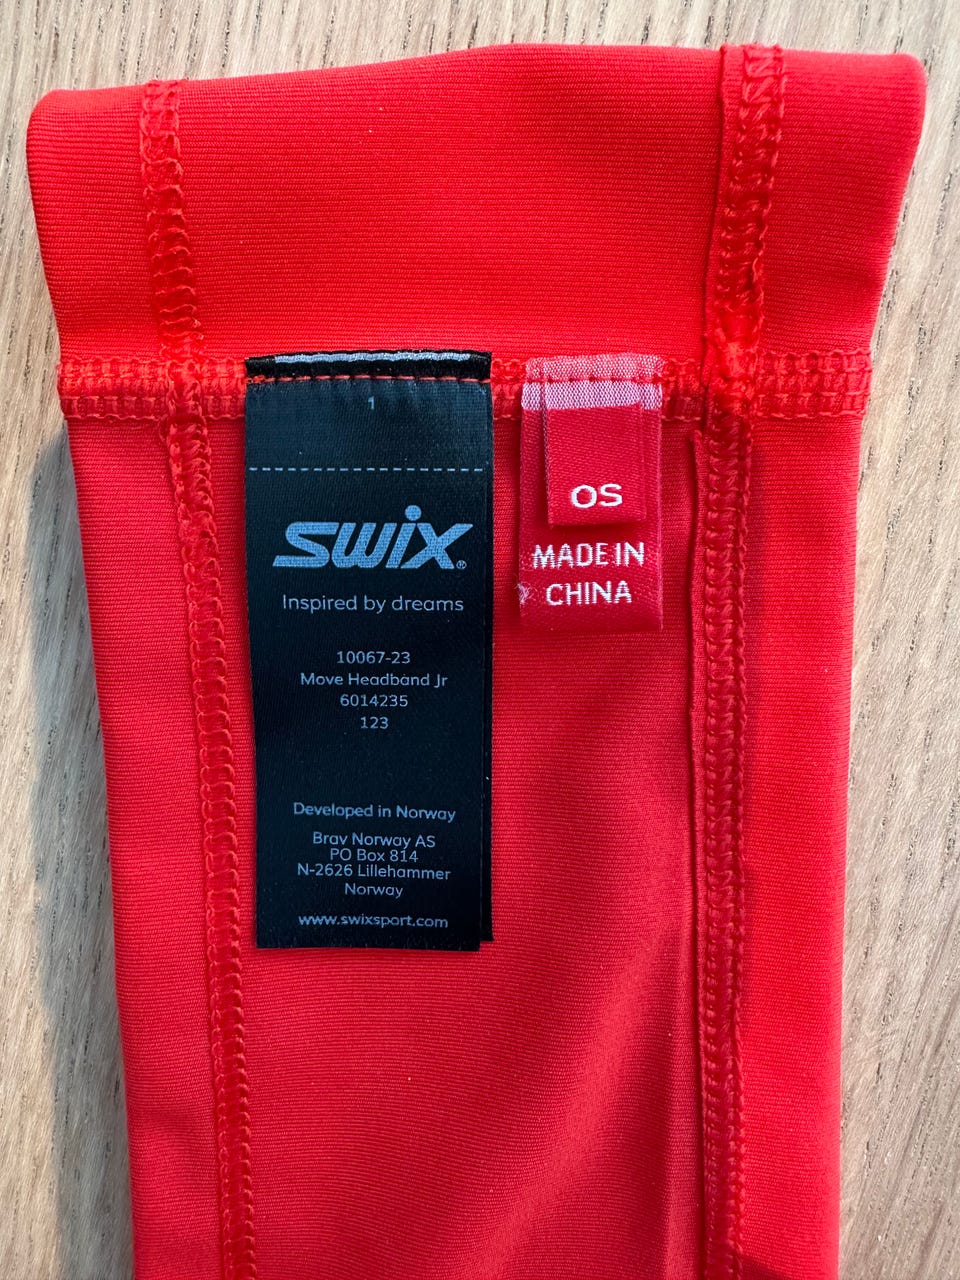 1
swix®
Inspired by dreams
10067-23
Move Headband Jr
6014235
123
Developed in Norway
Brav Norway AS
PO Box 814
N-2626 Lillehammer
Norway
www.swixsport.com
OS
MADE IN
CHINA